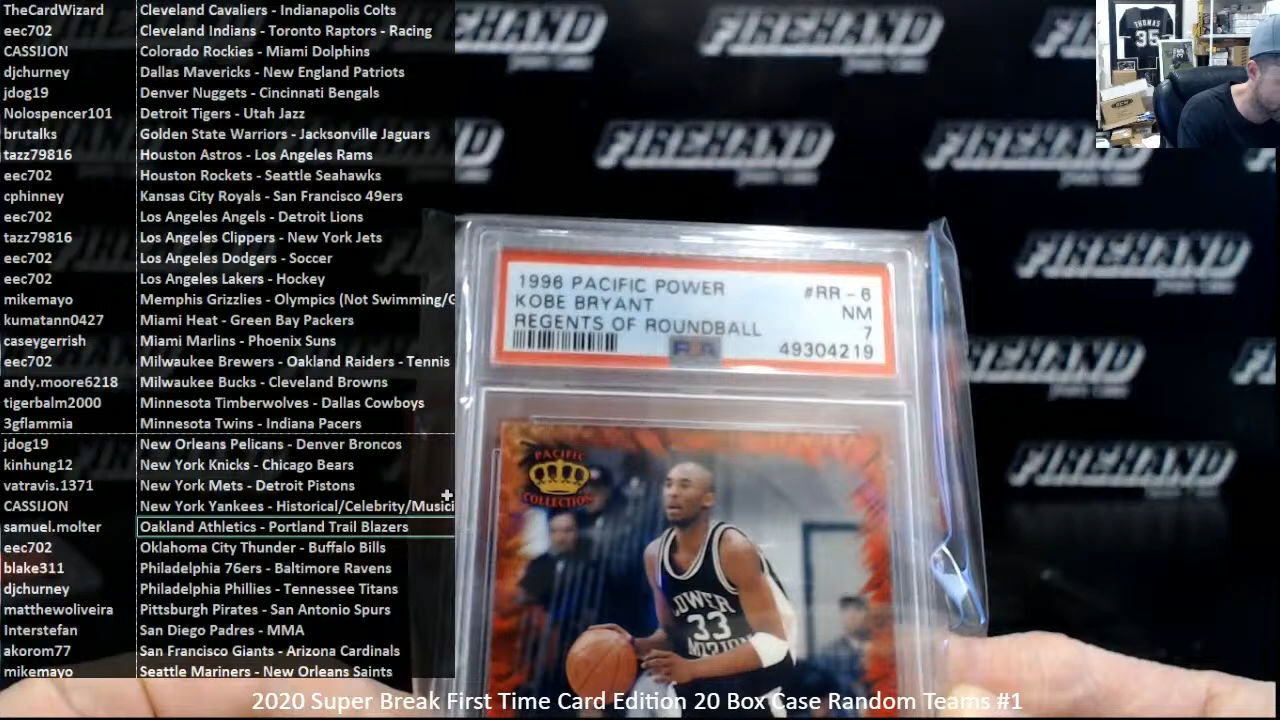 TheCardWizard Cleveland Cavaliers - Indianapolis Colts
eec702 Cleveland Indians - Toronto Raptors - Racing
CASSIJON Colorado Rockies - Miami Dolphins
djchurney Dallas Mavericks - New England Patriots
jdog19 Denver Nuggets - Cincinnati Bengals
Nolospencer101 Detroit Tigers - Utah Jazz
brutalks Golden State Warriors - Jacksonville Jaguars
tazz79816 Houston Astros - Los Angeles Rams
eec702 Houston Rockets - Seattle Seahawks
cphinney Kansas City Royals - San Francisco 49ers
eec702 Los Angeles Angels - Detroit Lions
tazz79816 Los Angeles Clippers - New York Jets
eec702 Los Angeles Dodgers - Soccer
eec702 Los Angeles Lakers - Hockey
mikemayo Memphis Grizzlies - Olympics (Not Swimming/G
kumatann0427 Miami Heat - Green Bay Packers
caseygerrish Miami Marlins - Phoenix Suns
eec702 Milwaukee Brewers - Oakland Raiders - Tennis
andy.moore6218 Milwaukee Bucks - Cleveland Browns
tigerbalm2000 Minnesota Timberwolves - Dallas Cowboys
3gflammia Minnesota Twins - Indiana Pacers
jdog19 New Orleans Pelicans - Denver Broncos
kinhung12 New York Knicks - Chicago Bears
vatravis.1371 New York Mets - Detroit Pistons
CASSIJON New York Yankees - Historical/Celebrity/Musici
samuel.molter Oakland Athletics - Portland Trail Blazers
eec702 Oklahoma City Thunder - Buffalo Bills
blake311 Philadelphia 76ers - Baltimore Ravens
djchurney Philadelphia Phillies - Tennessee Titans
matthewoliveira Pittsburgh Pirates - San Antonio Spurs
Interstefan San Diego Padres - MMA
akorom77 San Francisco Giants - Arizona Cardinals
mikemayo Seattle Mariners - New Orleans Saints
FIREHAND
FIREHAND
FIREHAND
FIREHAND
FIREHAND
FIREHAND
THOMAS
35
1996 PACIFIC POWER #RR-6
KOBE BRYANT NM
REGENTS OF ROUNDBALL 7
PSA 49304219
PACIFIC
COLLECTION
POWER
33
2020 Super Break First Time Card Edition 20 Box Case Random Teams #1